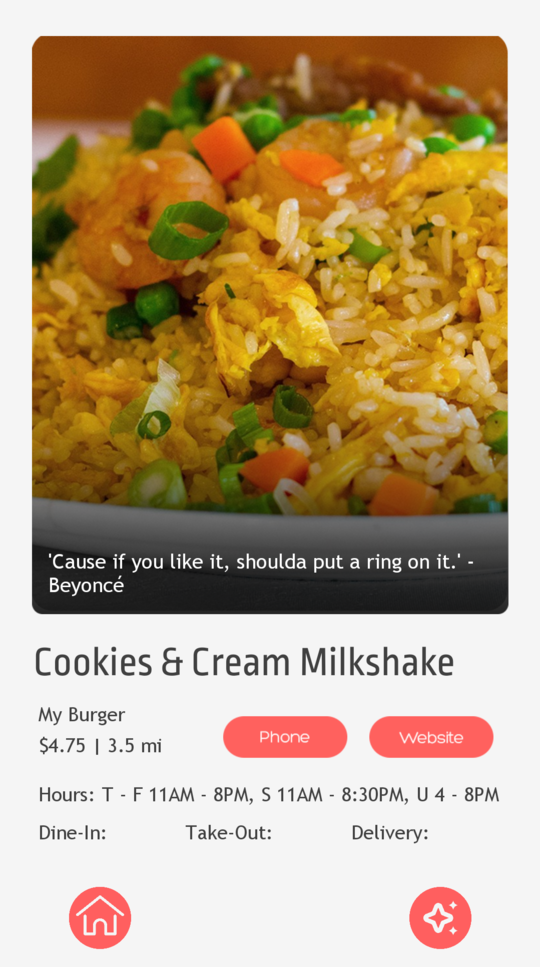 'Cause if you like it, shoulda put a ring on it.' -
Beyoncé
Cookies & Cream Milkshake
My Burger
$4.75 | 3.5 mi
Phone
Website
Hours: T - F 11AM - 8PM, S 11AM - 8:30PM, U 4 - 8PM
Dine-In: Take-Out: Delivery: